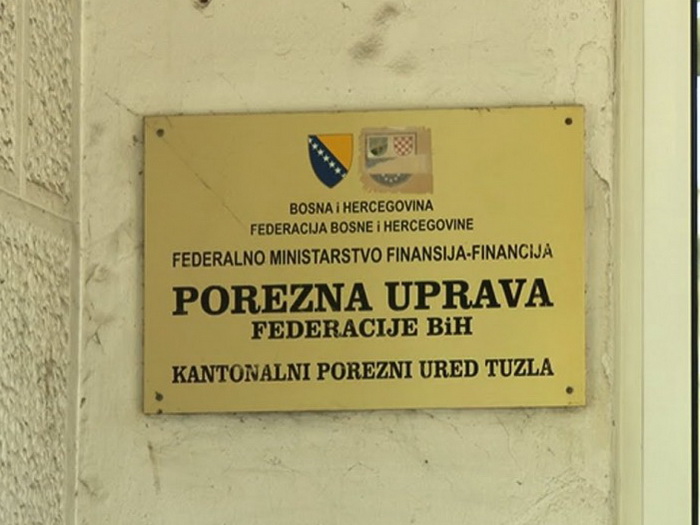 BOSNA i HERCEGOVINA
FEDERACIJA BOSNE i HERCEGOVINE
FEDERALNO MINISTARSTVO FINANSIJA-FINANCIJA
POREZNA UPRAVA
FEDERACIJE BiH
KANTONALNI POREZNI URED TUZLA